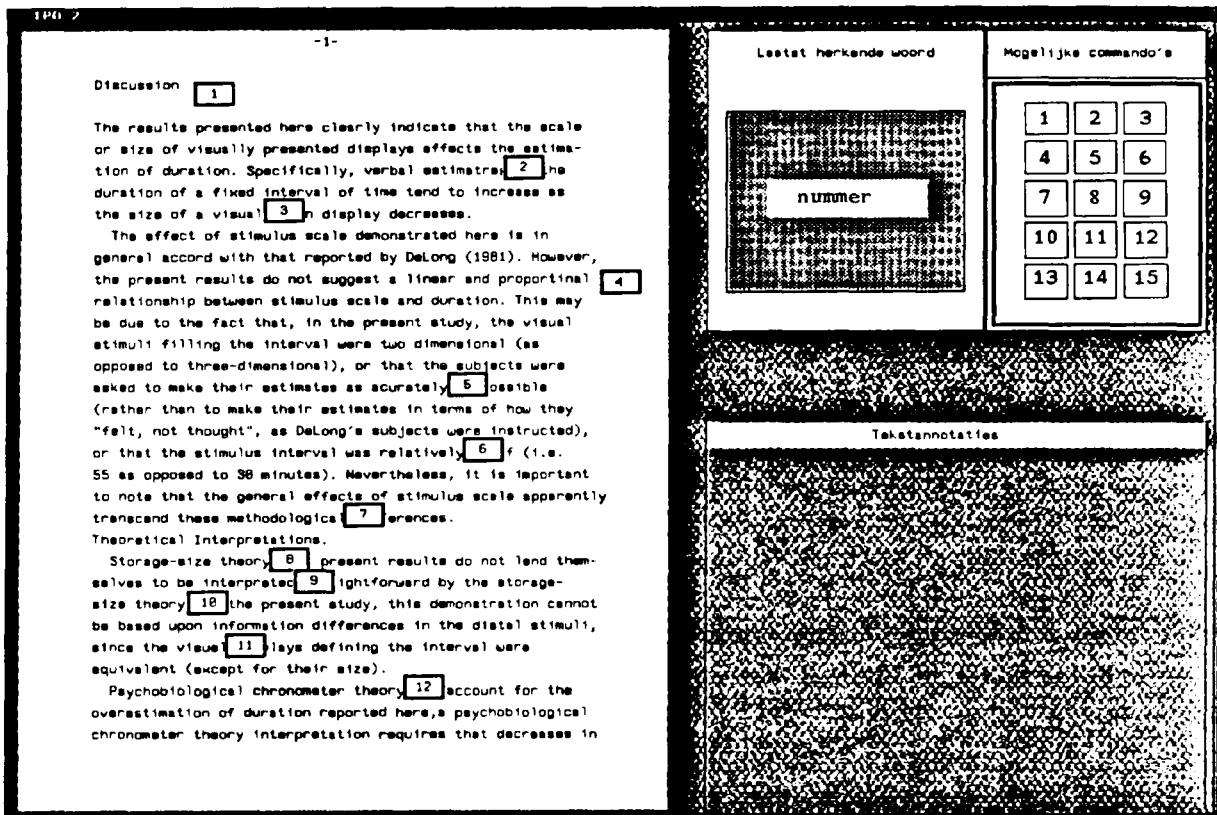 IPO 2
-1-
Discussion 1
The results presented here clearly indicate that the scale
or size of visually presented displays effects the estima-
tion of duration. Specifically, verbal estimatras 2 the
duration of a fixed interval of time tend to increase as
the size of a visual 3 n display decreases.
The effect of stimulus scale demonstrated here is in
general accord with that reported by DeLong (1981). However,
the present results do not suggest a linear and proportinal 4
relationship between stimulus scale and duration. This may
be due to the fact that, in the present study, the visual
stimuli filling the interval were two dimensional (as
opposed to three-dimensional), or that the subjects were
asked to make their estimates as acurately 5 ossible
(rather than to make their estimates in terms of how they
"felt, not thought", as DeLong's subjects were instructed),
or that the stimulus interval was relatively 6 f (i.e.
55 as opposed to 30 minutes). Nevertheless, it is important
to note that the general effects of stimulus scale apparently
transcend these methodological 7 erences.
Theoretical Interpretations.
Storage-size theory 8 present results do not lend them-
selves to be interpreted 9 ightforward by the storage-
size theory 10 the present study, this demonstration cannot
be based upon information differences in the distal stimuli,
since the visual 11 lays defining the interval were
equivalent (except for their size).
Psychobiological chronometer theory 12 account for the
overestimation of duration reported here,a psychobiological
chronometer theory interpretation requires that decreases in
Laatst herkende woord
nummer
Mogelijke commando's
1 2 3
4 5 6
7 8 9
10 11 12
13 14 15
Tekstannotaties